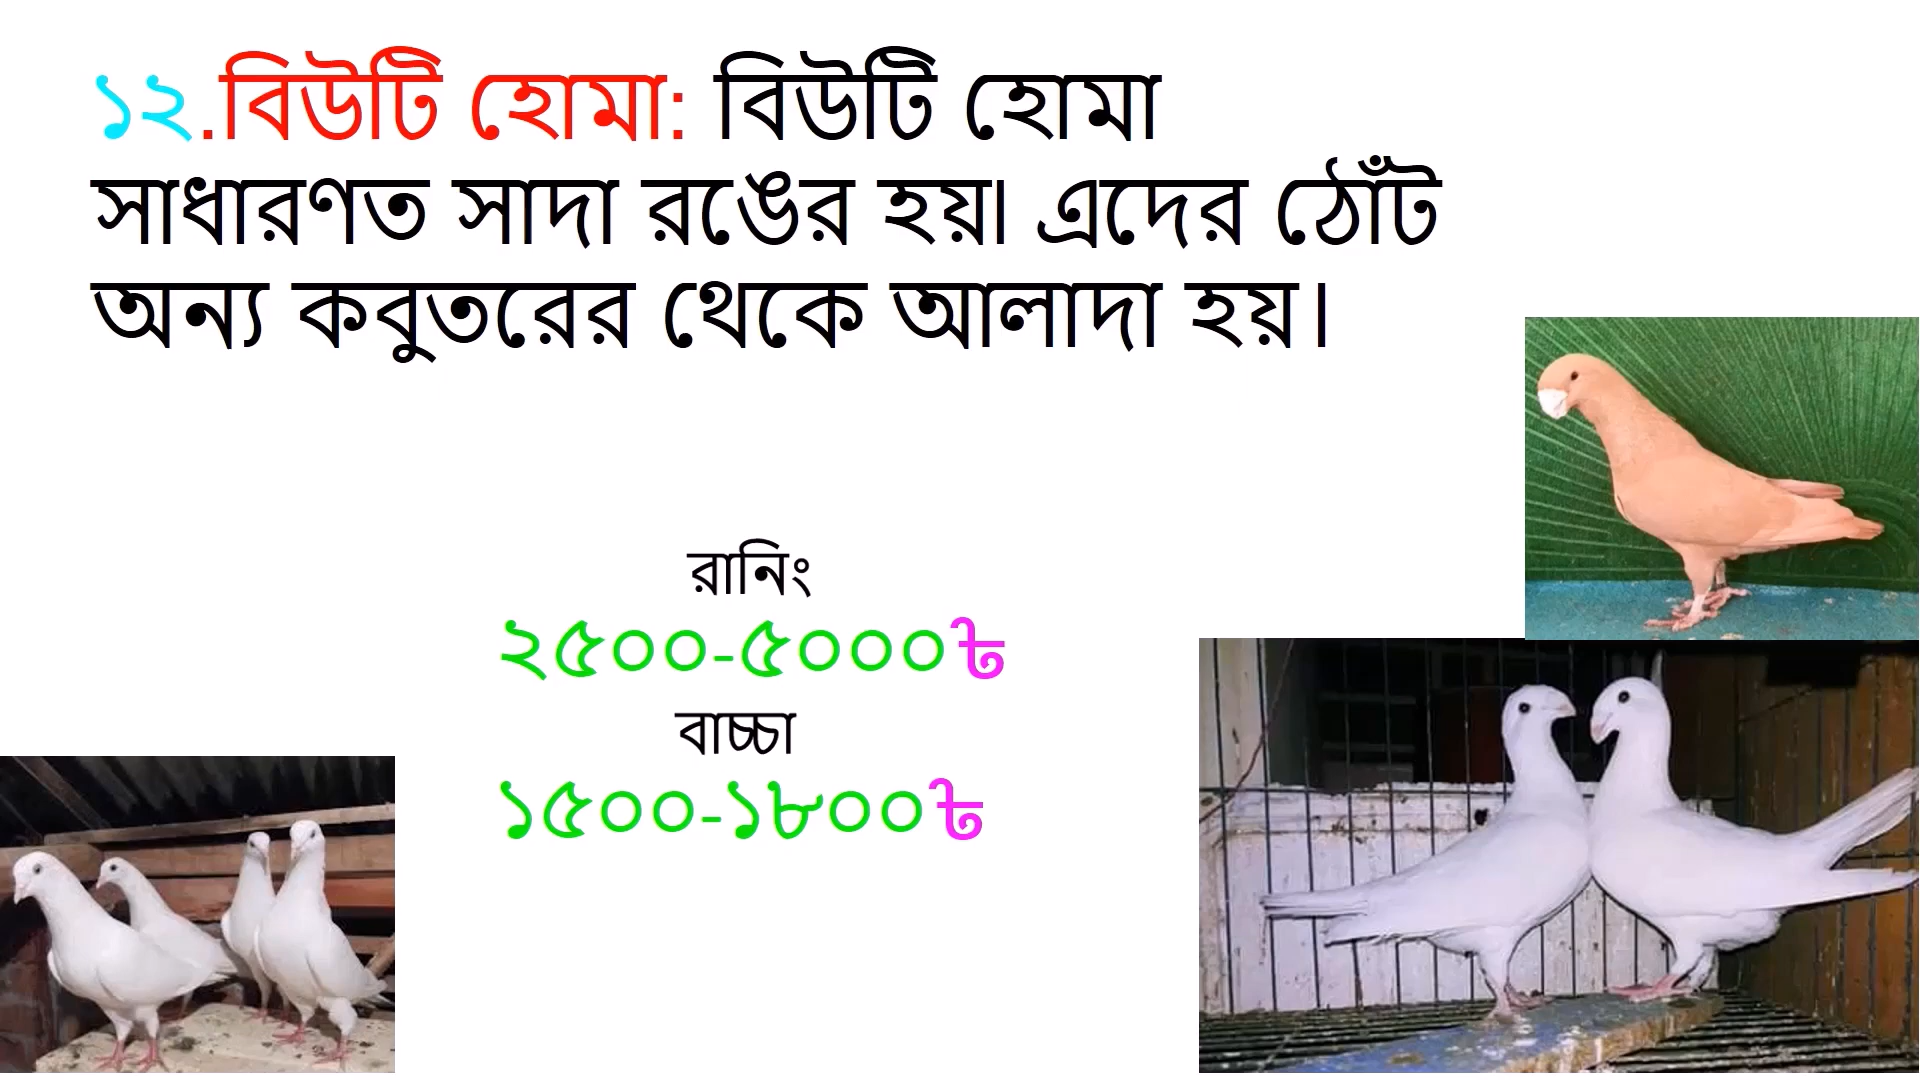 ১২.বিউটি হোমা: বিউটি হোমা
সাধারণত সাদা রঙের হয়৷ এদের ঠোঁট
অন্য কবুতরের থেকে আলাদা হয়।
রানিং
২৫০০-৫০০০৳
বাচ্চা
১৫০০-১৮০০৳